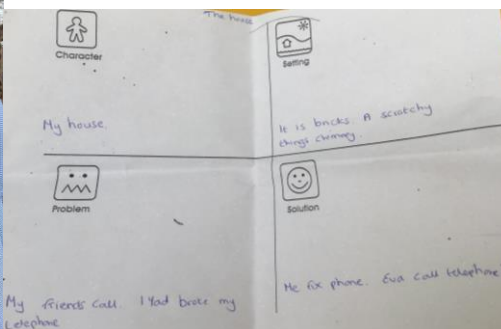 The house
Character
My house.
Setting
It is bricks. A scratchy
things chimney.
Problem
My friends call. I had broke my
telephone
Solution
Me fix phone. Eva call telephone